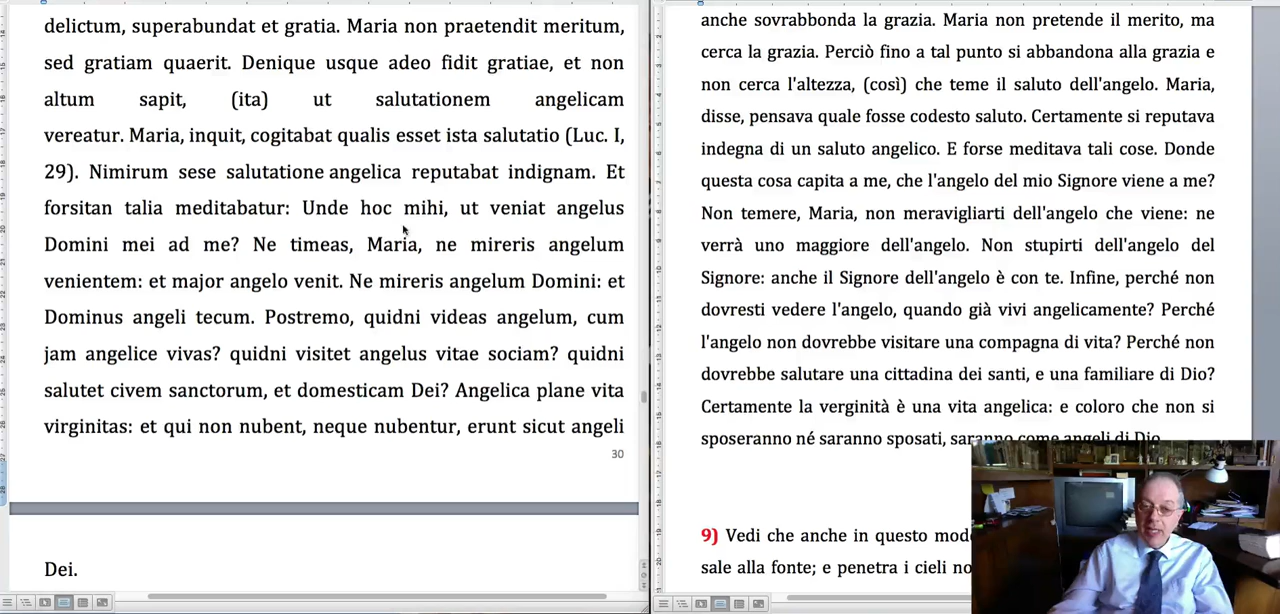 delictum, superabundat et gratia. Maria non praetendit meritum,
sed gratiam quaerit. Denique usque adeo fidit gratiae, et non
altum sapit, (ita) ut salutationem angelicam
vereatur. Maria, inquit, cogitabat qualis esset ista salutatio (Luc. I,
29). Nimirum sese salutatione angelica reputabat indignam. Et
forsitan talia meditabatur: Unde hoc mihi, ut veniat angelus
Domini mei ad me? Ne timeas, Maria, ne mireris angelum
venientem: et major angelo venit. Ne mireris angelum Domini: et
Dominus angeli tecum. Postremo, quidni videas angelum, cum
jam angelice vivas? quidni visitet angelus vitae sociam? quidni
salutet civem sanctorum, et domesticam Dei? Angelica plane vita
virginitas: et qui non nubent, neque nubentur, erunt sicut angeli
30
Dei.
anche sovrabbonda la grazia. Maria non pretende il merito, ma
cerca la grazia. Perciò fino a tal punto si abbandona alla grazia e
non cerca l'altezza, (così) che teme il saluto dell'angelo. Maria,
disse, pensava quale fosse codesto saluto. Certamente si reputava
indegna di un saluto angelico. E forse meditava tali cose. Donde
questa cosa capita a me, che l'angelo del mio Signore viene a me?
Non temere, Maria, non meravigliarti dell'angelo che viene: ne
verrà uno maggiore dell'angelo. Non stupirti dell'angelo del
Signore: anche il Signore dell'angelo è con te. Infine, perché non
dovresti vedere l'angelo, quando già vivi angelicamente? Perché
l'angelo non dovrebbe visitare una compagna di vita? Perché non
dovrebbe salutare una cittadina dei santi, e una familiare di Dio?
Certamente la verginità è una vita angelica: e coloro che non si
sposeranno né saranno sposati, saranno come angeli di Dio
9) Vedi che anche in questo mod
sale alla fonte; e penetra i cieli no